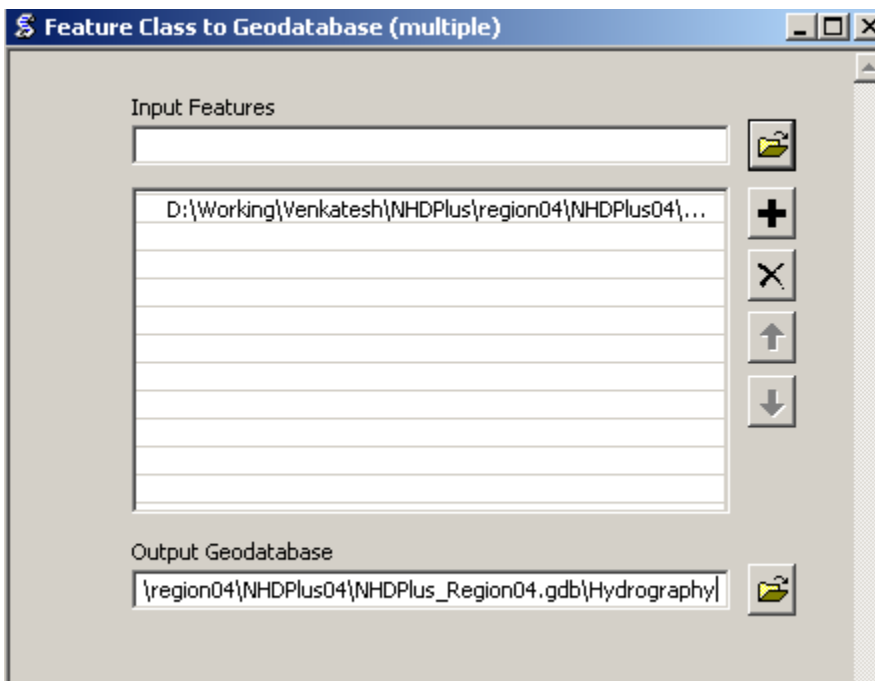 Feature Class to Geodatabase (multiple)
Input Features
D:\Working\Venkatesh\NHDPlus\region04\NHDPlus04\...
Output Geodatabase
\region04\NHDPlus04\NHDPlus_Region04.gdb\Hydrography